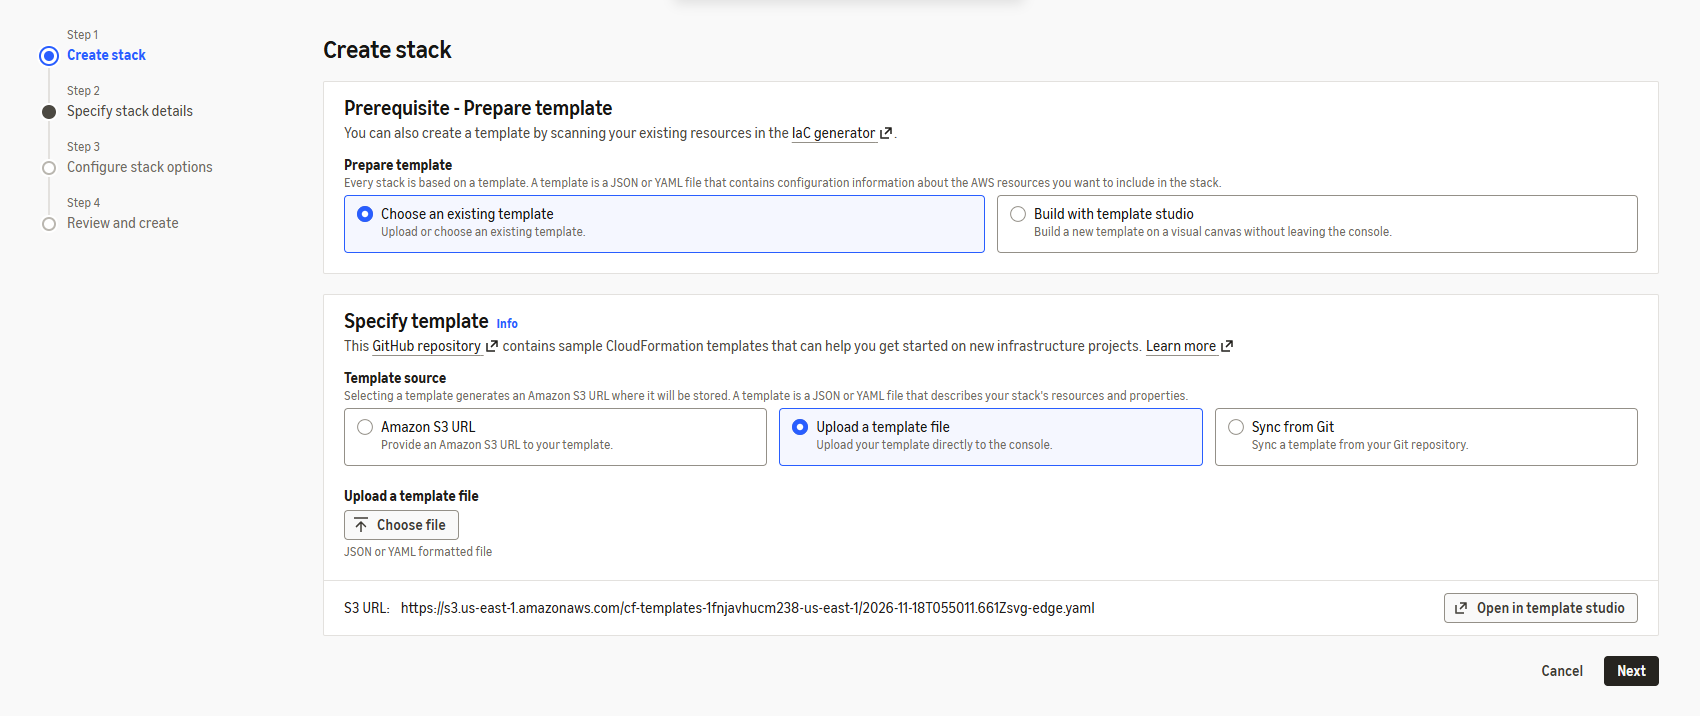 Step 1
Create stack
Step 2
Specify stack details
Step 3
Configure stack options
Step 4
Review and create
Create stack
Prerequisite - Prepare template
You can also create a template by scanning your existing resources in the IaC generator.
Prepare template
Every stack is based on a template. A template is a JSON or YAML file that contains configuration information about the AWS resources you want to include in the stack.
Choose an existing template
Upload or choose an existing template.
Build with template studio
Build a new template on a visual canvas without leaving the console.
Specify template Info
This GitHub repository contains sample CloudFormation templates that can help you get started on new infrastructure projects. Learn more
Template source
Selecting a template generates an Amazon S3 URL where it will be stored. A template is a JSON or YAML file that describes your stack's resources and properties.
Amazon S3 URL
Provide an Amazon S3 URL to your template.
Upload a template file
Upload your template directly to the console.
Sync from Git
Sync a template from your Git repository.
Upload a template file
Choose file
JSON or YAML formatted file
S3 URL: https://s3.us-east-1.amazonaws.com/cf-templates-1fnjavhucm238-us-east-1/2026-11-18T055011.661Zsvg-edge.yaml
Open in template studio
Cancel
Next